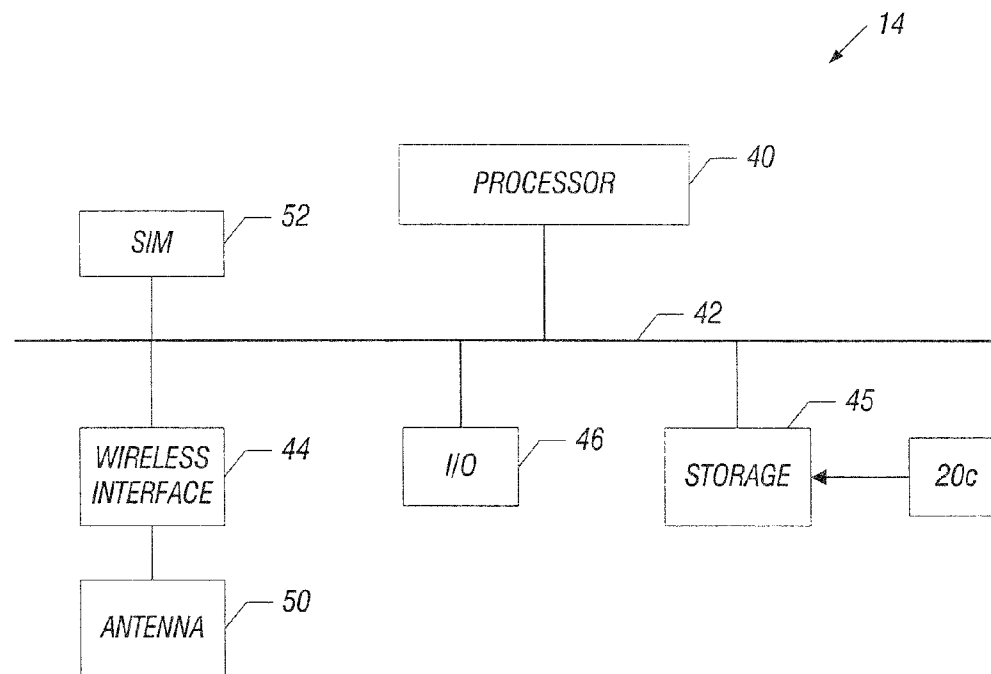 14
PROCESSOR
40
SIM
52
42
WIRELESS
INTERFACE
44
I/O
46
STORAGE
45
20c
ANTENNA
50